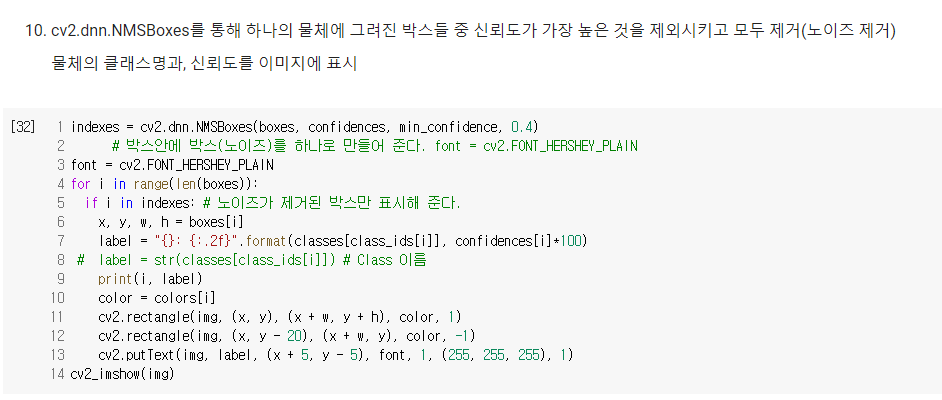 10. cv2.dnn.NMSBoxes를 통해 하나의 물체에 그려진 박스들 중 신뢰도가 가장 높은 것을 제외시키고 모두 제거(노이즈 제거)
물체의 클래스명과, 신뢰도를 이미지에 표시
[32] 1 indexes = cv2.dnn.NMSBoxes(boxes, confidences, min_confidence, 0.4)
2 # 박스안에 박스(노이즈)를 하나로 만들어 준다. font = cv2.FONT_HERSHEY_PLAIN
3 font = cv2.FONT_HERSHEY_PLAIN
4 for i in range(len(boxes)):
5 if i in indexes: # 노이즈가 제거된 박스만 표시해 준다.
6 x, y, w, h = boxes[i]
7 label = "{}: {:.2f}".format(classes[class_ids[i]], confidences[i]*100)
8 # label = str(classes[class_ids[i]]) # Class 이름
9 print(i, label)
10 color = colors[i]
11 cv2.rectangle(img, (x, y), (x + w, y + h), color, 1)
12 cv2.rectangle(img, (x, y - 20), (x + w, y), color, -1)
13 cv2.putText(img, label, (x + 5, y - 5), font, 1, (255, 255, 255), 1)
14 cv2_imshow(img)